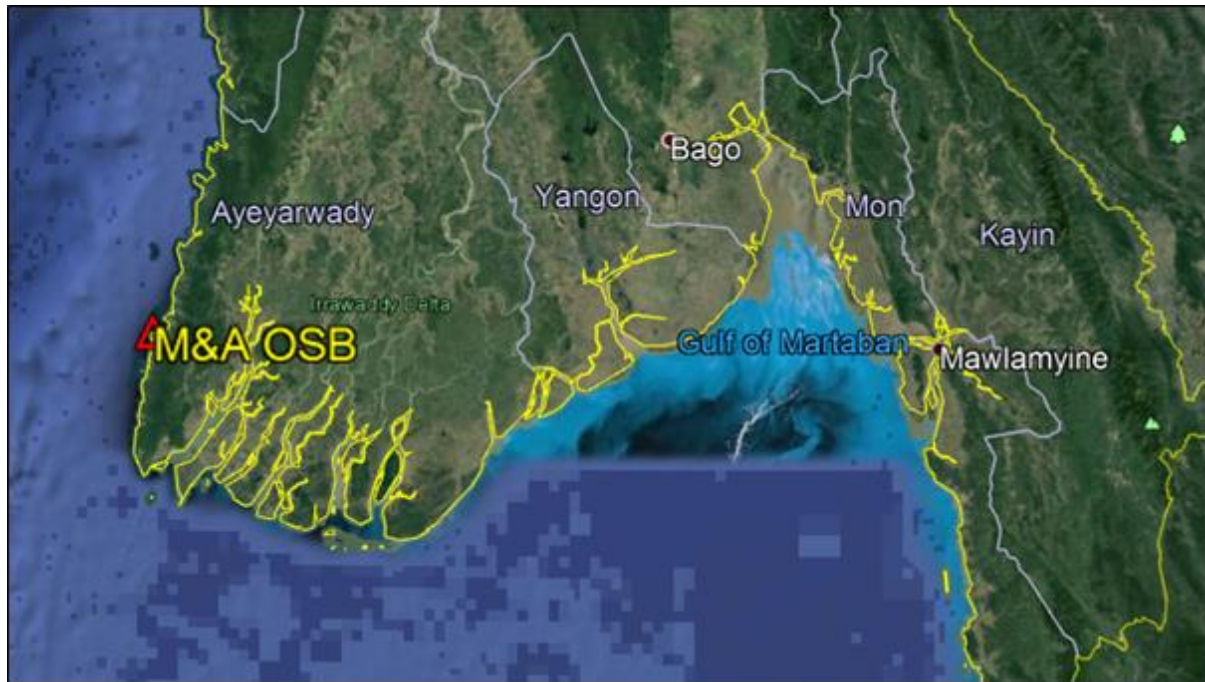 Bago
Ayeyarwady
Yangon
Mon
Kayin
Irrawaddy Delta
M&A OSB
Gulf of Martaban
Mawlamyine